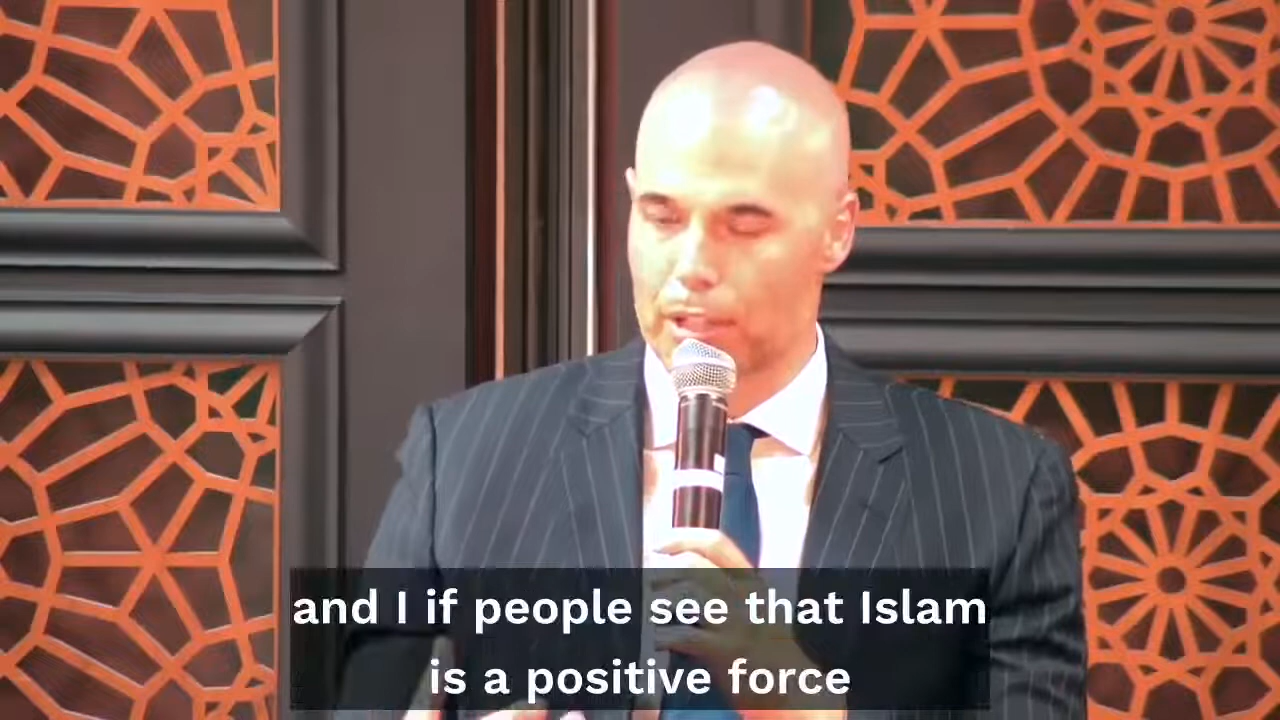 and I if people see that Islam
is a positive force